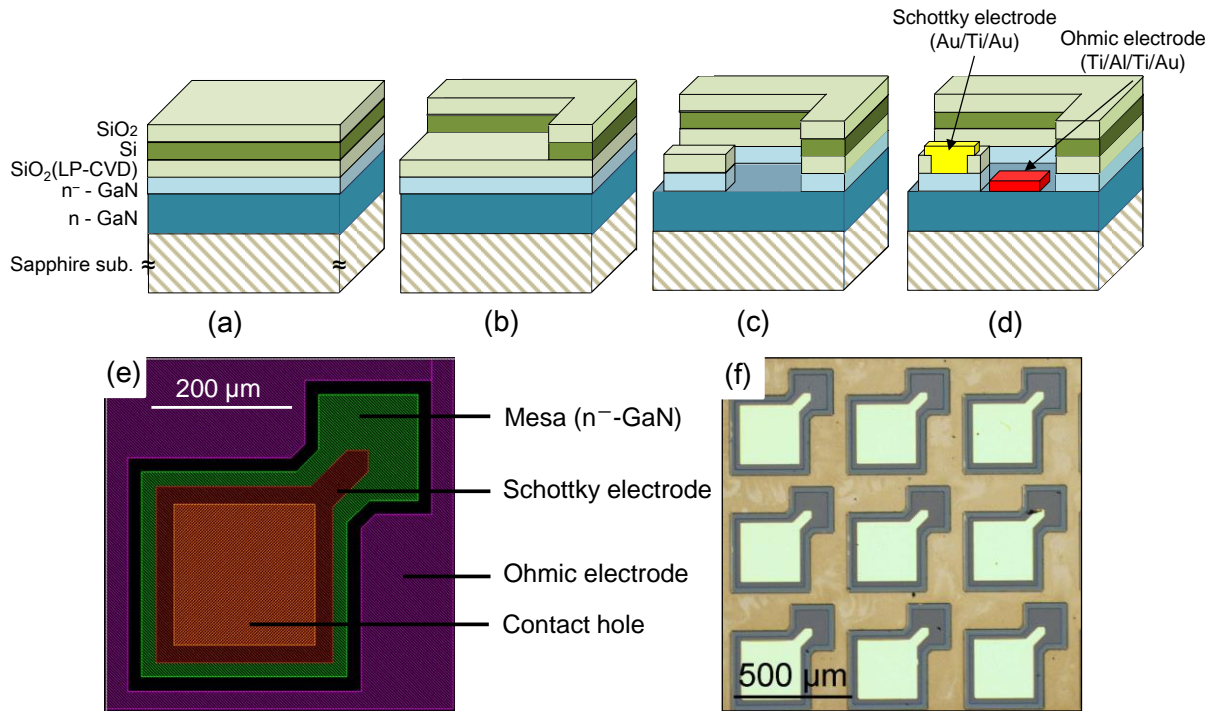 Schottky electrode
(Au/Ti/Au)
Ohmic electrode
(Ti/Al/Ti/Au)
SiO₂
Si
SiO₂(LP-CVD)
n⁻ - GaN
n - GaN
Sapphire sub.
(a)
(b)
(c)
(d)
(e)
200 μm
Mesa (n⁻-GaN)
Schottky electrode
Ohmic electrode
Contact hole
(f)
500 μm